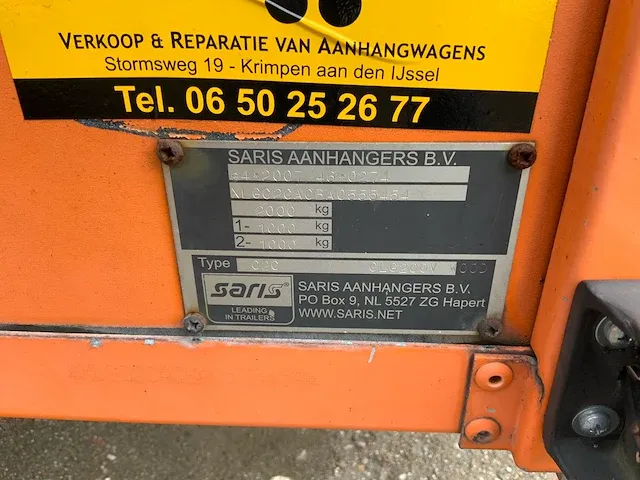 VERKOOP & REPARATIE VAN AANHANGWAGENS
Stormsweg 19 - Krimpen aan den IJssel
Tel. 06 50 25 26 77
SARIS AANHANGERS B.V.
2000 kg
1- 1000 kg
2- 1000 kg
Type C2C
saris®
LEADING
IN TRAILERS
SARIS AANHANGERS B.V.
PO Box 9, NL 5527 ZG Hapert
WWW.SARIS.NET